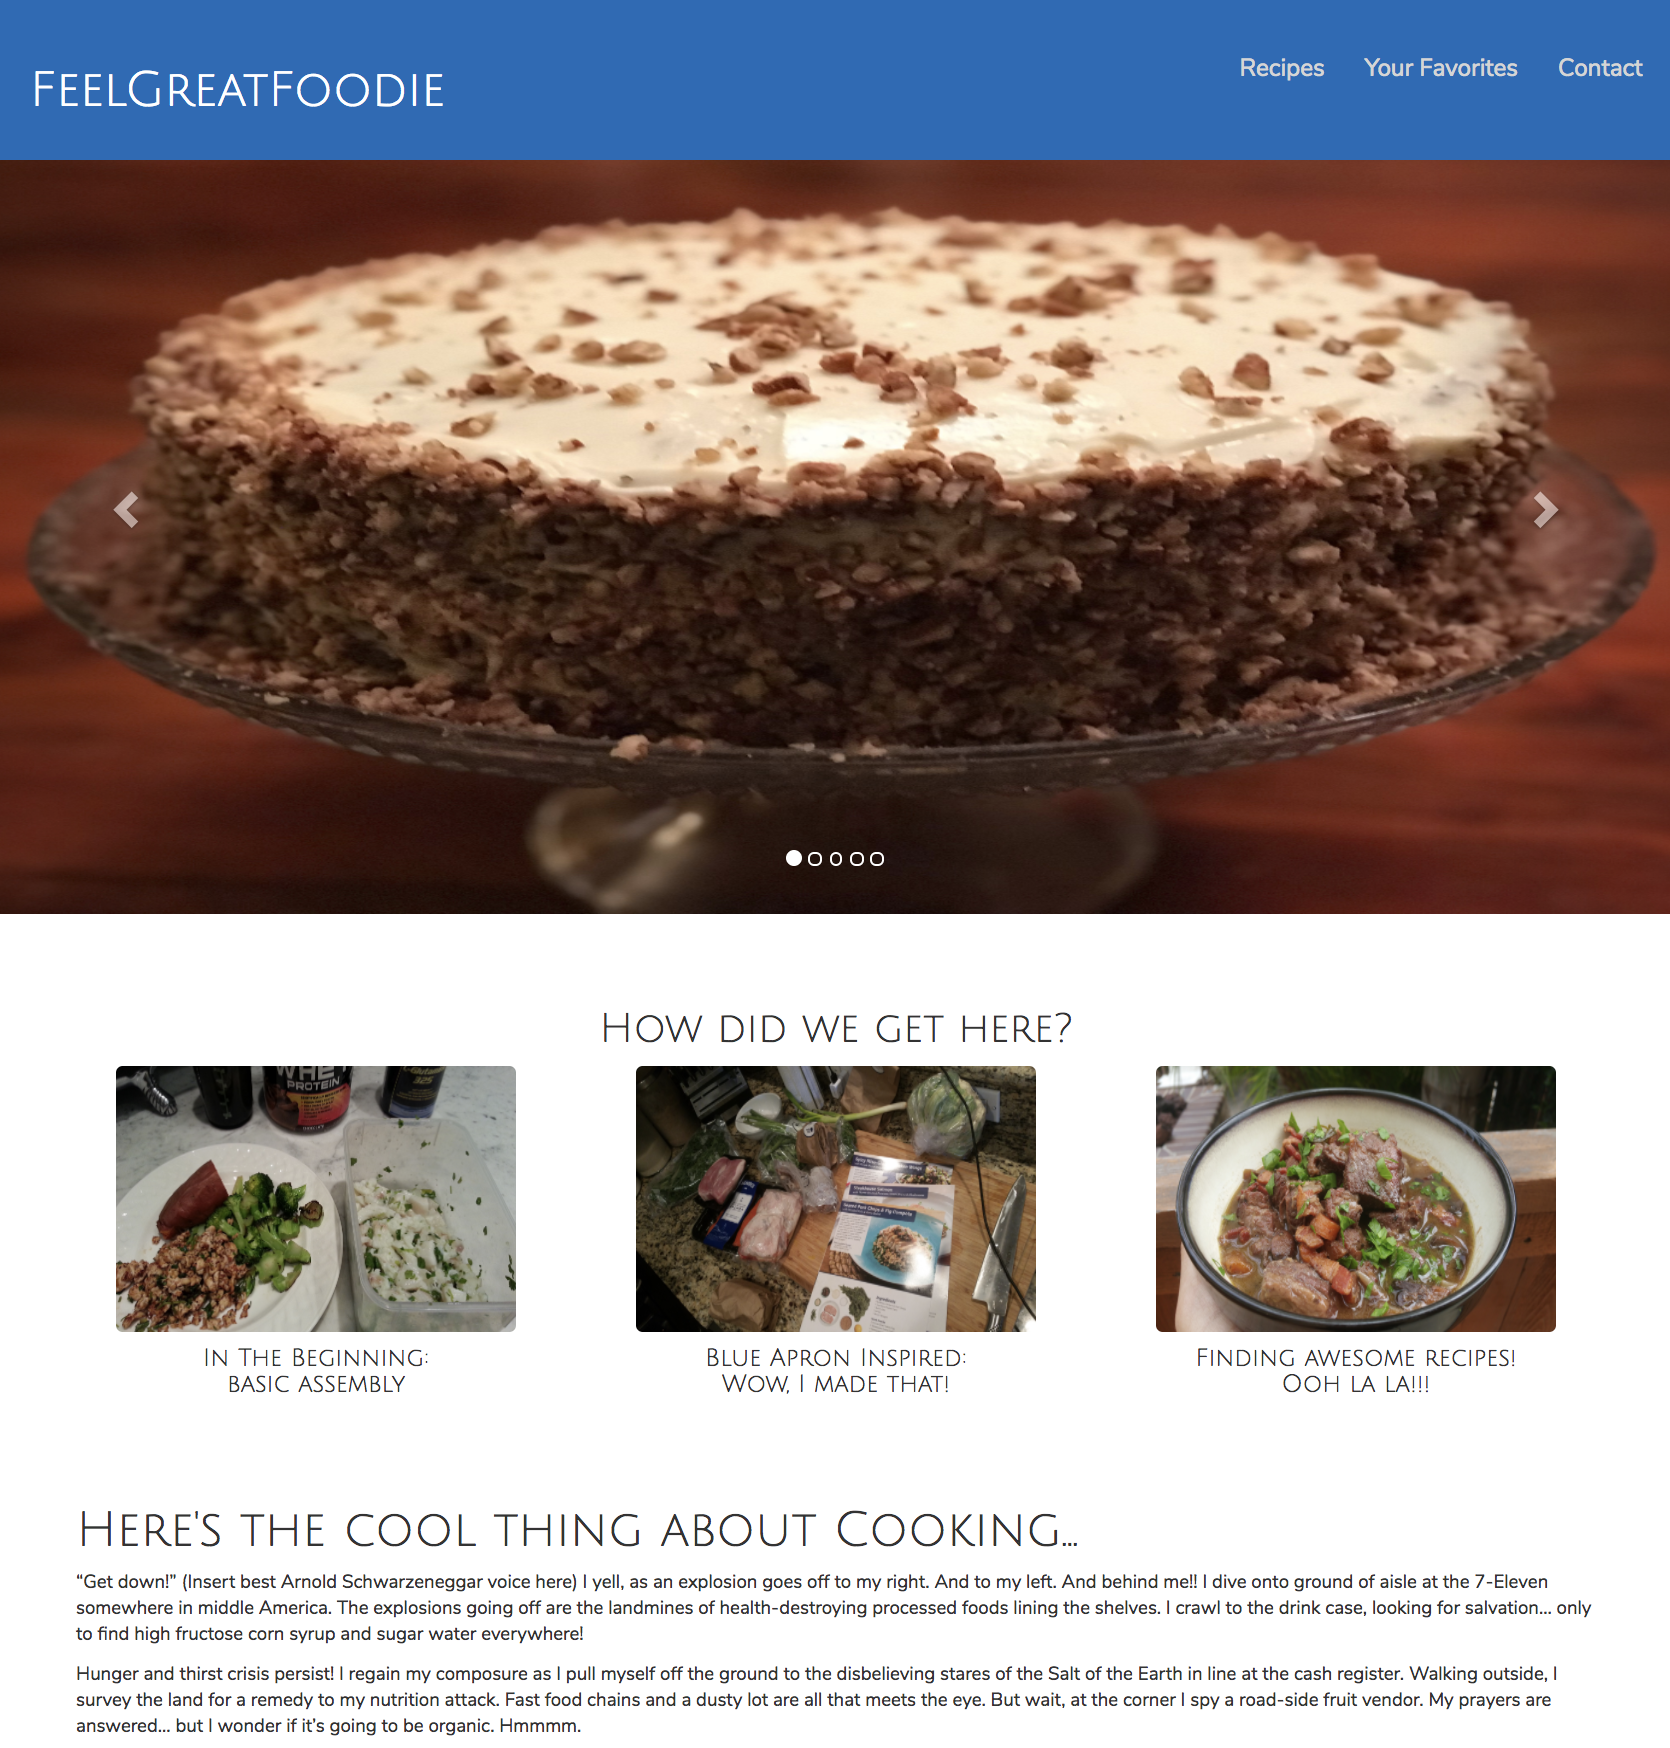 FeelGreatFoodie
Recipes Your Favorites Contact
How did we get here?
PROTEIN
In The Beginning:
basic assembly
Blue Apron Inspired:
Wow, I made that!
Finding awesome recipes!
Ooh la la!!!
Here's the cool thing about Cooking...
“Get down!” (Insert best Arnold Schwarzeneggar voice here) I yell, as an explosion goes off to my right. And to my left. And behind me!! I dive onto ground of aisle at the 7-Eleven
somewhere in middle America. The explosions going off are the landmines of health-destroying processed foods lining the shelves. I crawl to the drink case, looking for salvation... only
to find high fructose corn syrup and sugar water everywhere!
Hunger and thirst crisis persist! I regain my composure as I pull myself off the ground to the disbelieving stares of the Salt of the Earth in line at the cash register. Walking outside, I
survey the land for a remedy to my nutrition attack. Fast food chains and a dusty lot are all that meets the eye. But wait, at the corner I spy a road-side fruit vendor. My prayers are
answered... but I wonder if it’s going to be organic. Hmmmm.